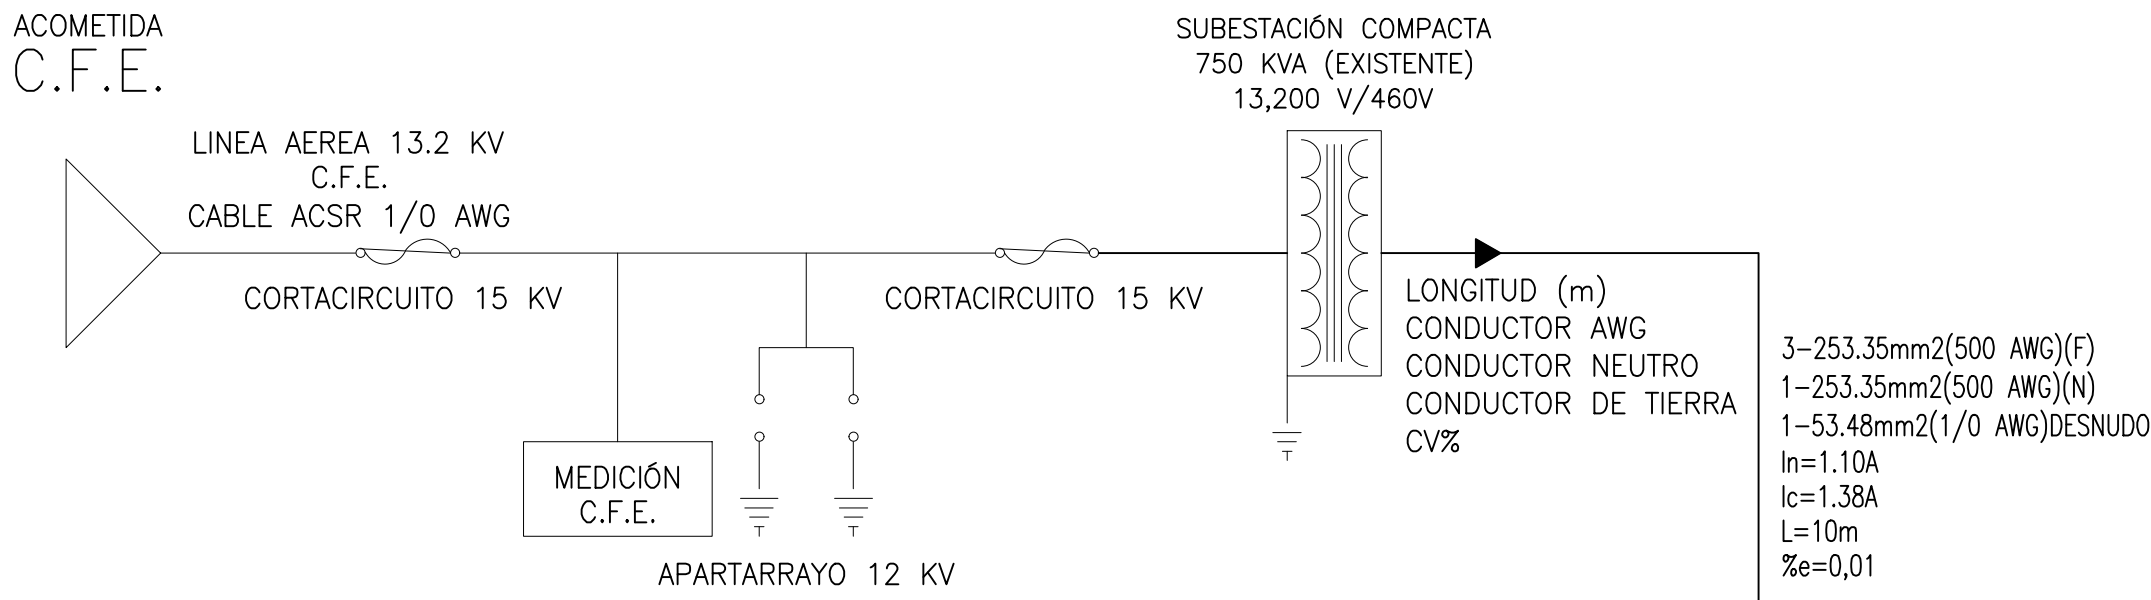 ACOMETIDA
C.F.E.
LINEA AEREA 13.2 KV
C.F.E.
CABLE ACSR 1/0 AWG
CORTACIRCUITO 15 KV
MEDICIÓN
C.F.E.
APARTARRAYO 12 KV
CORTACIRCUITO 15 KV
SUBESTACIÓN COMPACTA
750 KVA (EXISTENTE)
13,200 V/460V
LONGITUD (m)
CONDUCTOR AWG
CONDUCTOR NEUTRO
CONDUCTOR DE TIERRA
CV%
3-253.35mm2(500 AWG)(F)
1-253.35mm2(500 AWG)(N)
1-53.48mm2(1/0 AWG)DESNUDO
In=1.10A
Ic=1.38A
L=10m
%e=0,01